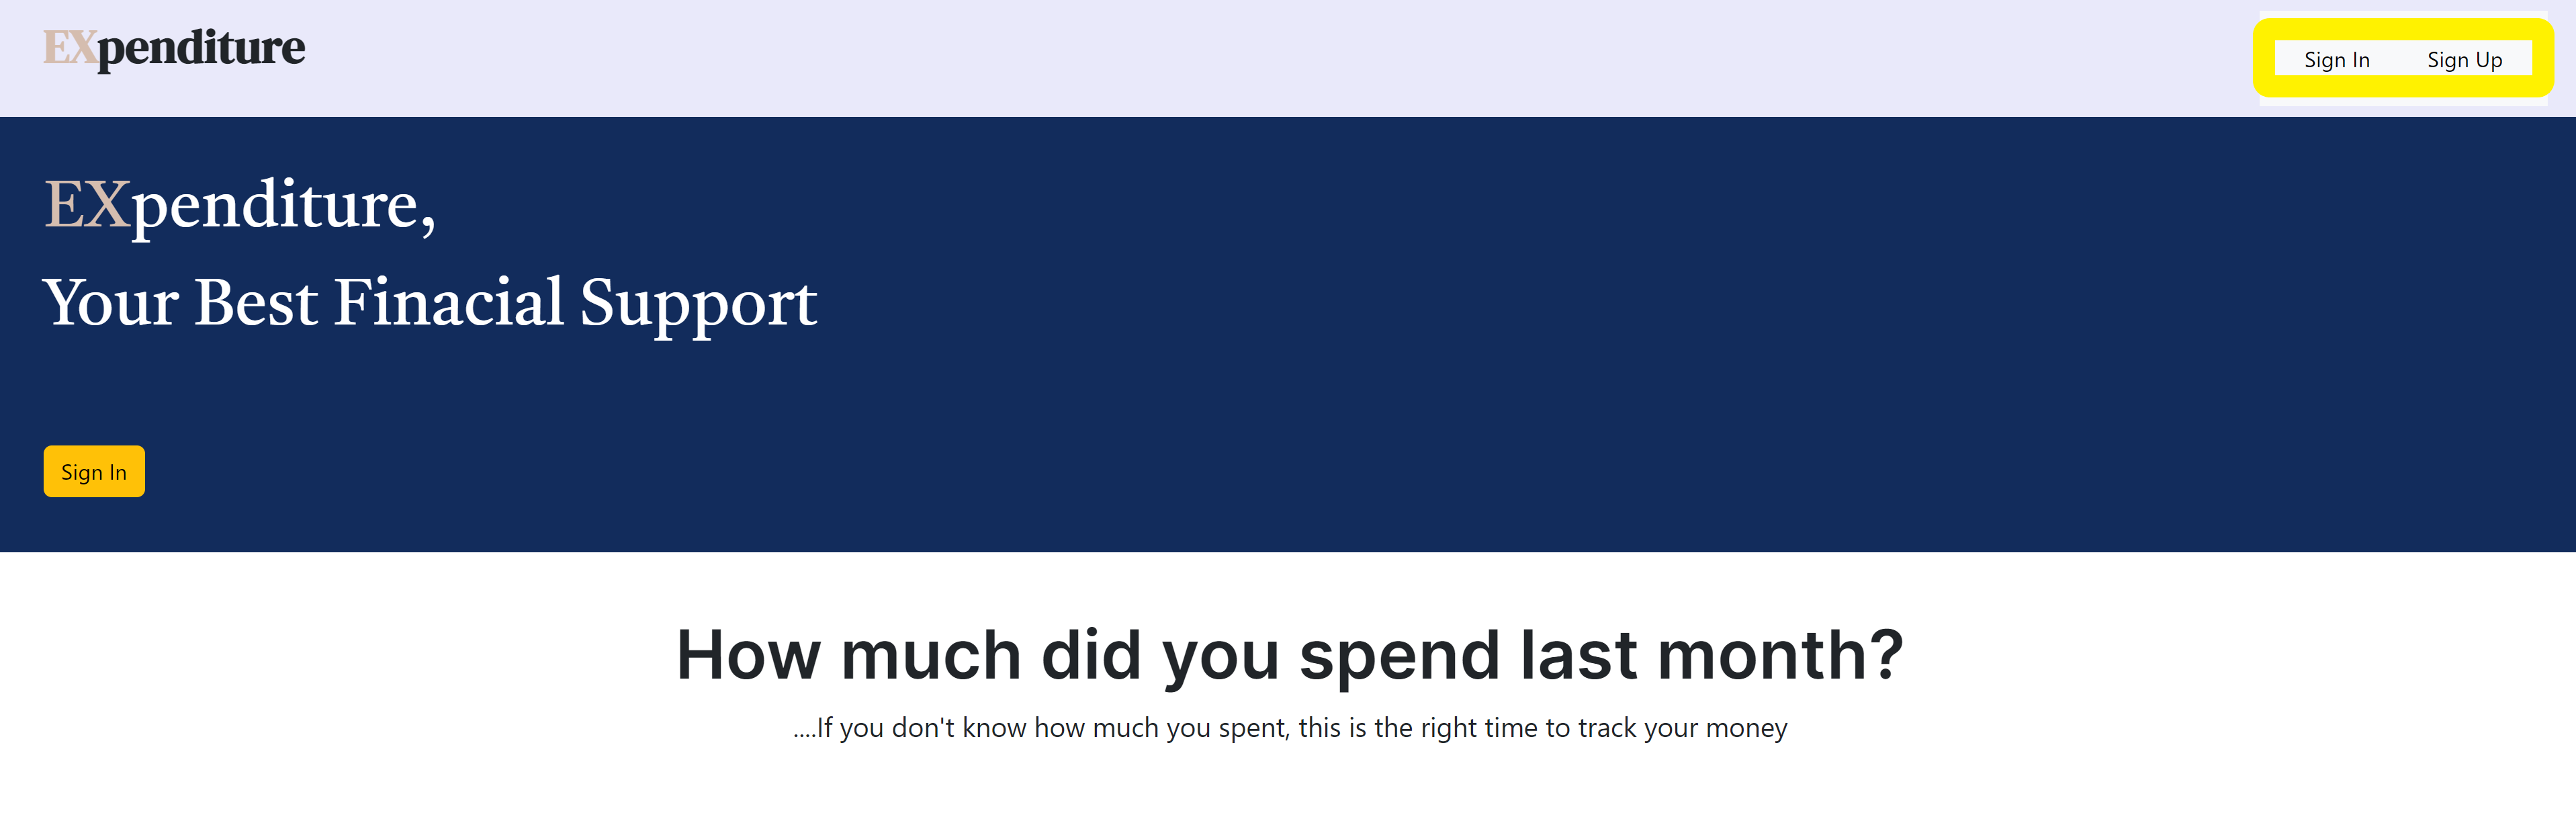 EXpenditure
Sign In
Sign Up
EXpenditure,
Your Best Finacial Support
Sign In
How much did you spend last month?
....If you don't know how much you spent, this is the right time to track your money